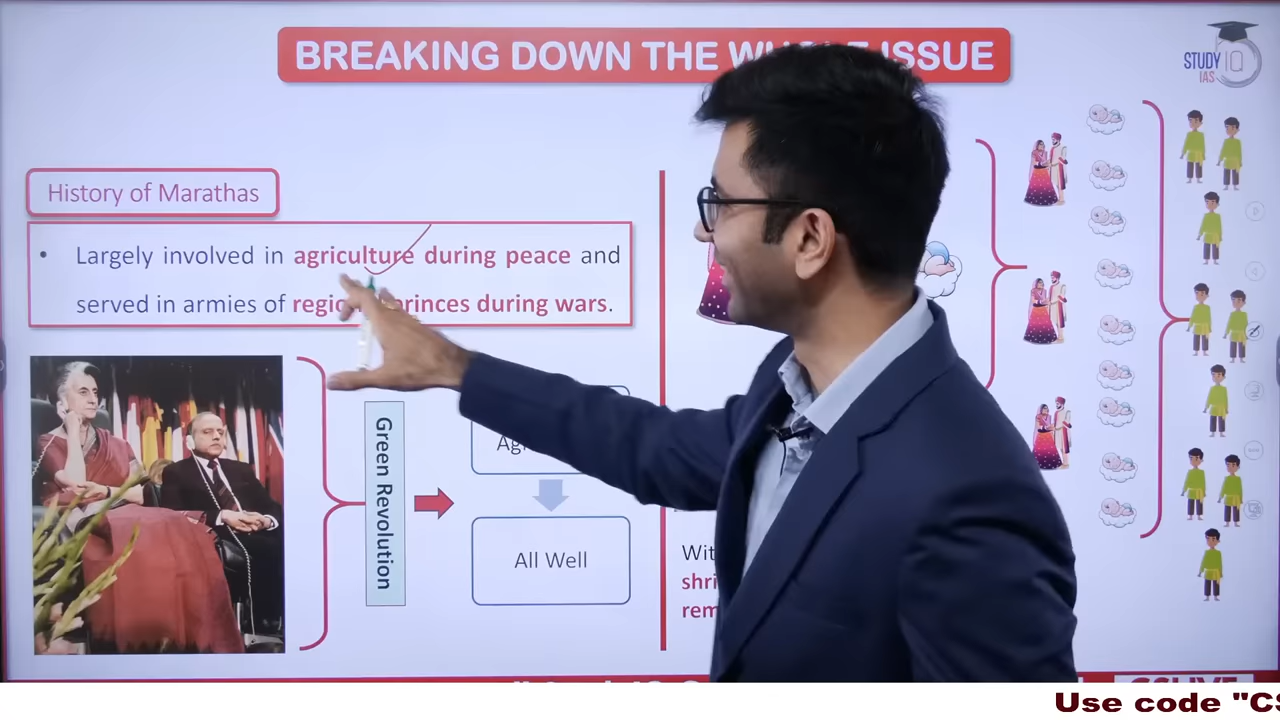 BREAKING DOWN THE ISSUE
STUDY IQ
IAS
History of Marathas
• Largely involved in agriculture during peace and
served in armies of princes during wars.
Green Revolution
All Well
Use code